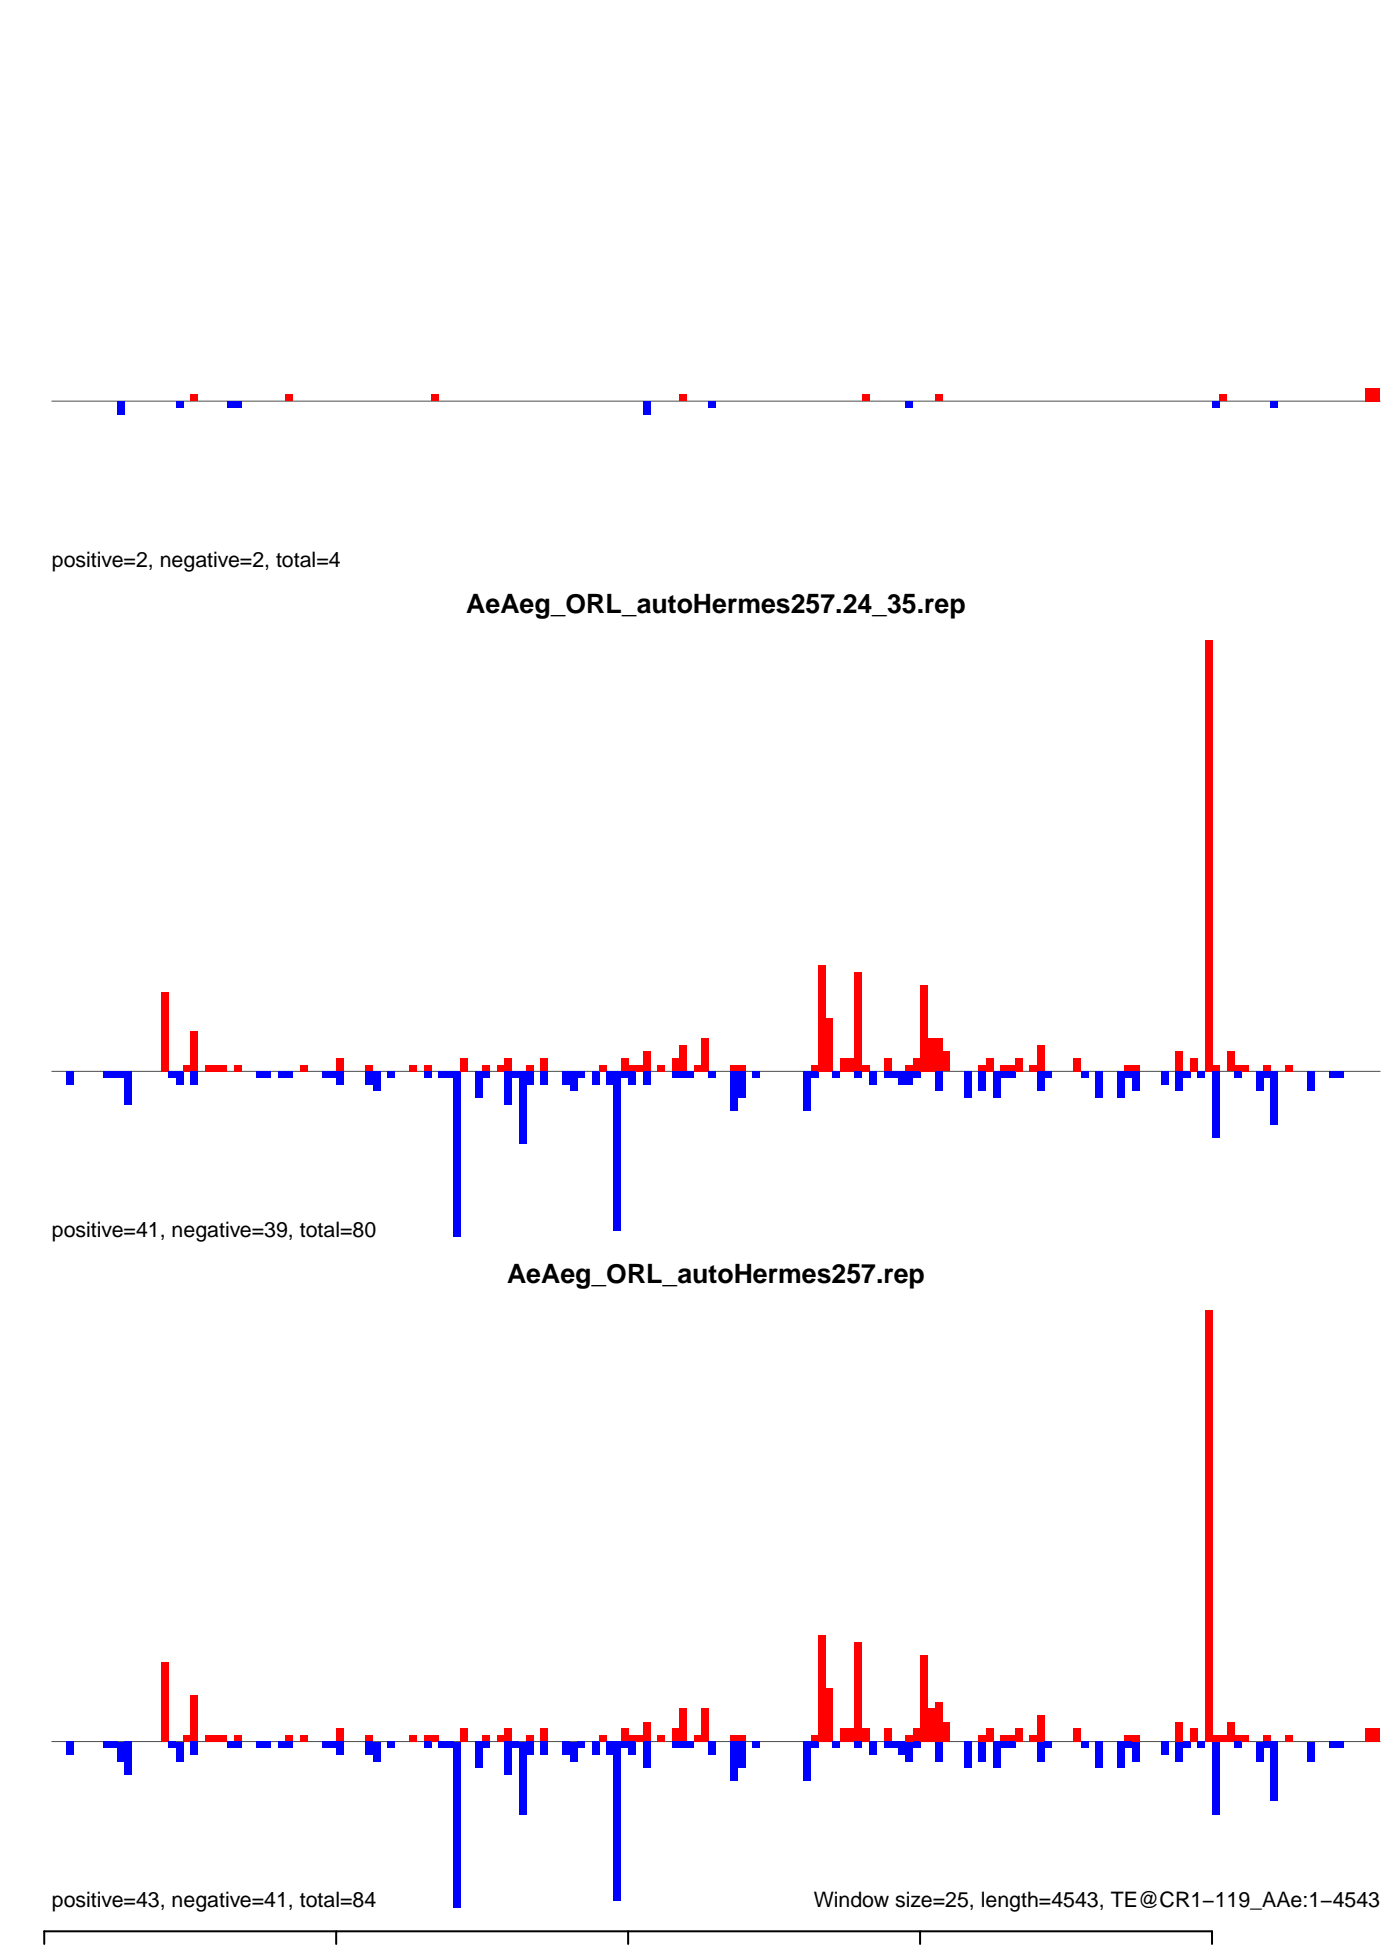 positive=2, negative=2, total=4
AeAeg_ORL_autoHermes257.24_35.rep
positive=41, negative=39, total=80
AeAeg_ORL_autoHermes257.rep
positive=43, negative=41, total=84
Window size=25, length=4543, TE@CR1−119_AAe:1−4543